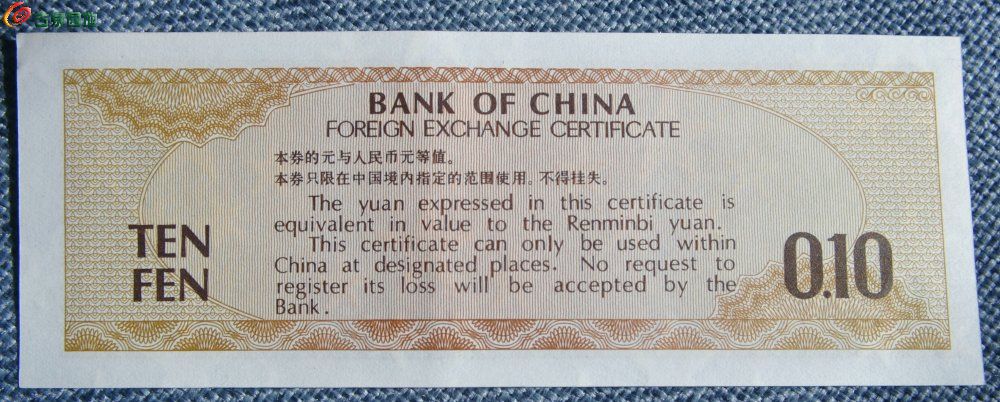 BANK OF CHINA
FOREIGN EXCHANGE CERTIFICATE
本券的元与人民币元等值。
本券只限在中国境内指定的范围使用。不得挂失。
The yuan expressed in this certificate is
equivalent in value to the Renminbi yuan.
This certificate can only be used within
China at designated places. No request to
register its loss will be accepted by the
Bank.
TEN
FEN
0.10